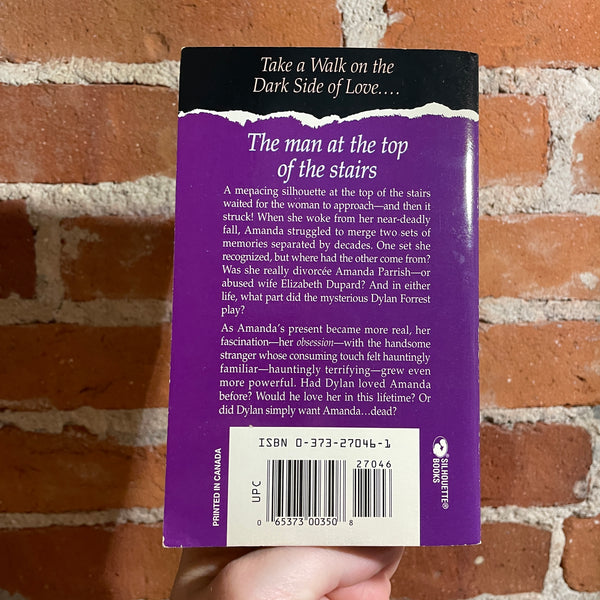 Take a Walk on the
Dark Side of Love....
The man at the top
of the stairs
A menacing silhouette at the top of the stairs
waited for the woman to approach—and then it
struck! When she woke from her near-deadly
fall, Amanda struggled to merge two sets of
memories separated by decades. One set she
recognized, but where had the other come from?
Was she really divorcée Amanda Parrish—or
abused wife Elizabeth Dupard? And in either
life, what part did the mysterious Dylan Forrest
play?
As Amanda's present became more real, her
fascination—her obsession—with the handsome
stranger whose consuming touch felt hauntingly
familiar—hauntingly terrifying—grew even
more powerful. Had Dylan loved Amanda
before? Would he love her in this lifetime? Or
did Dylan simply want Amanda...dead?
ISBN 0-373-27046-1
27046
UPC
0 65373 00350 8
PRINTED IN CANADA
SILHOUETTE®
BOOKS